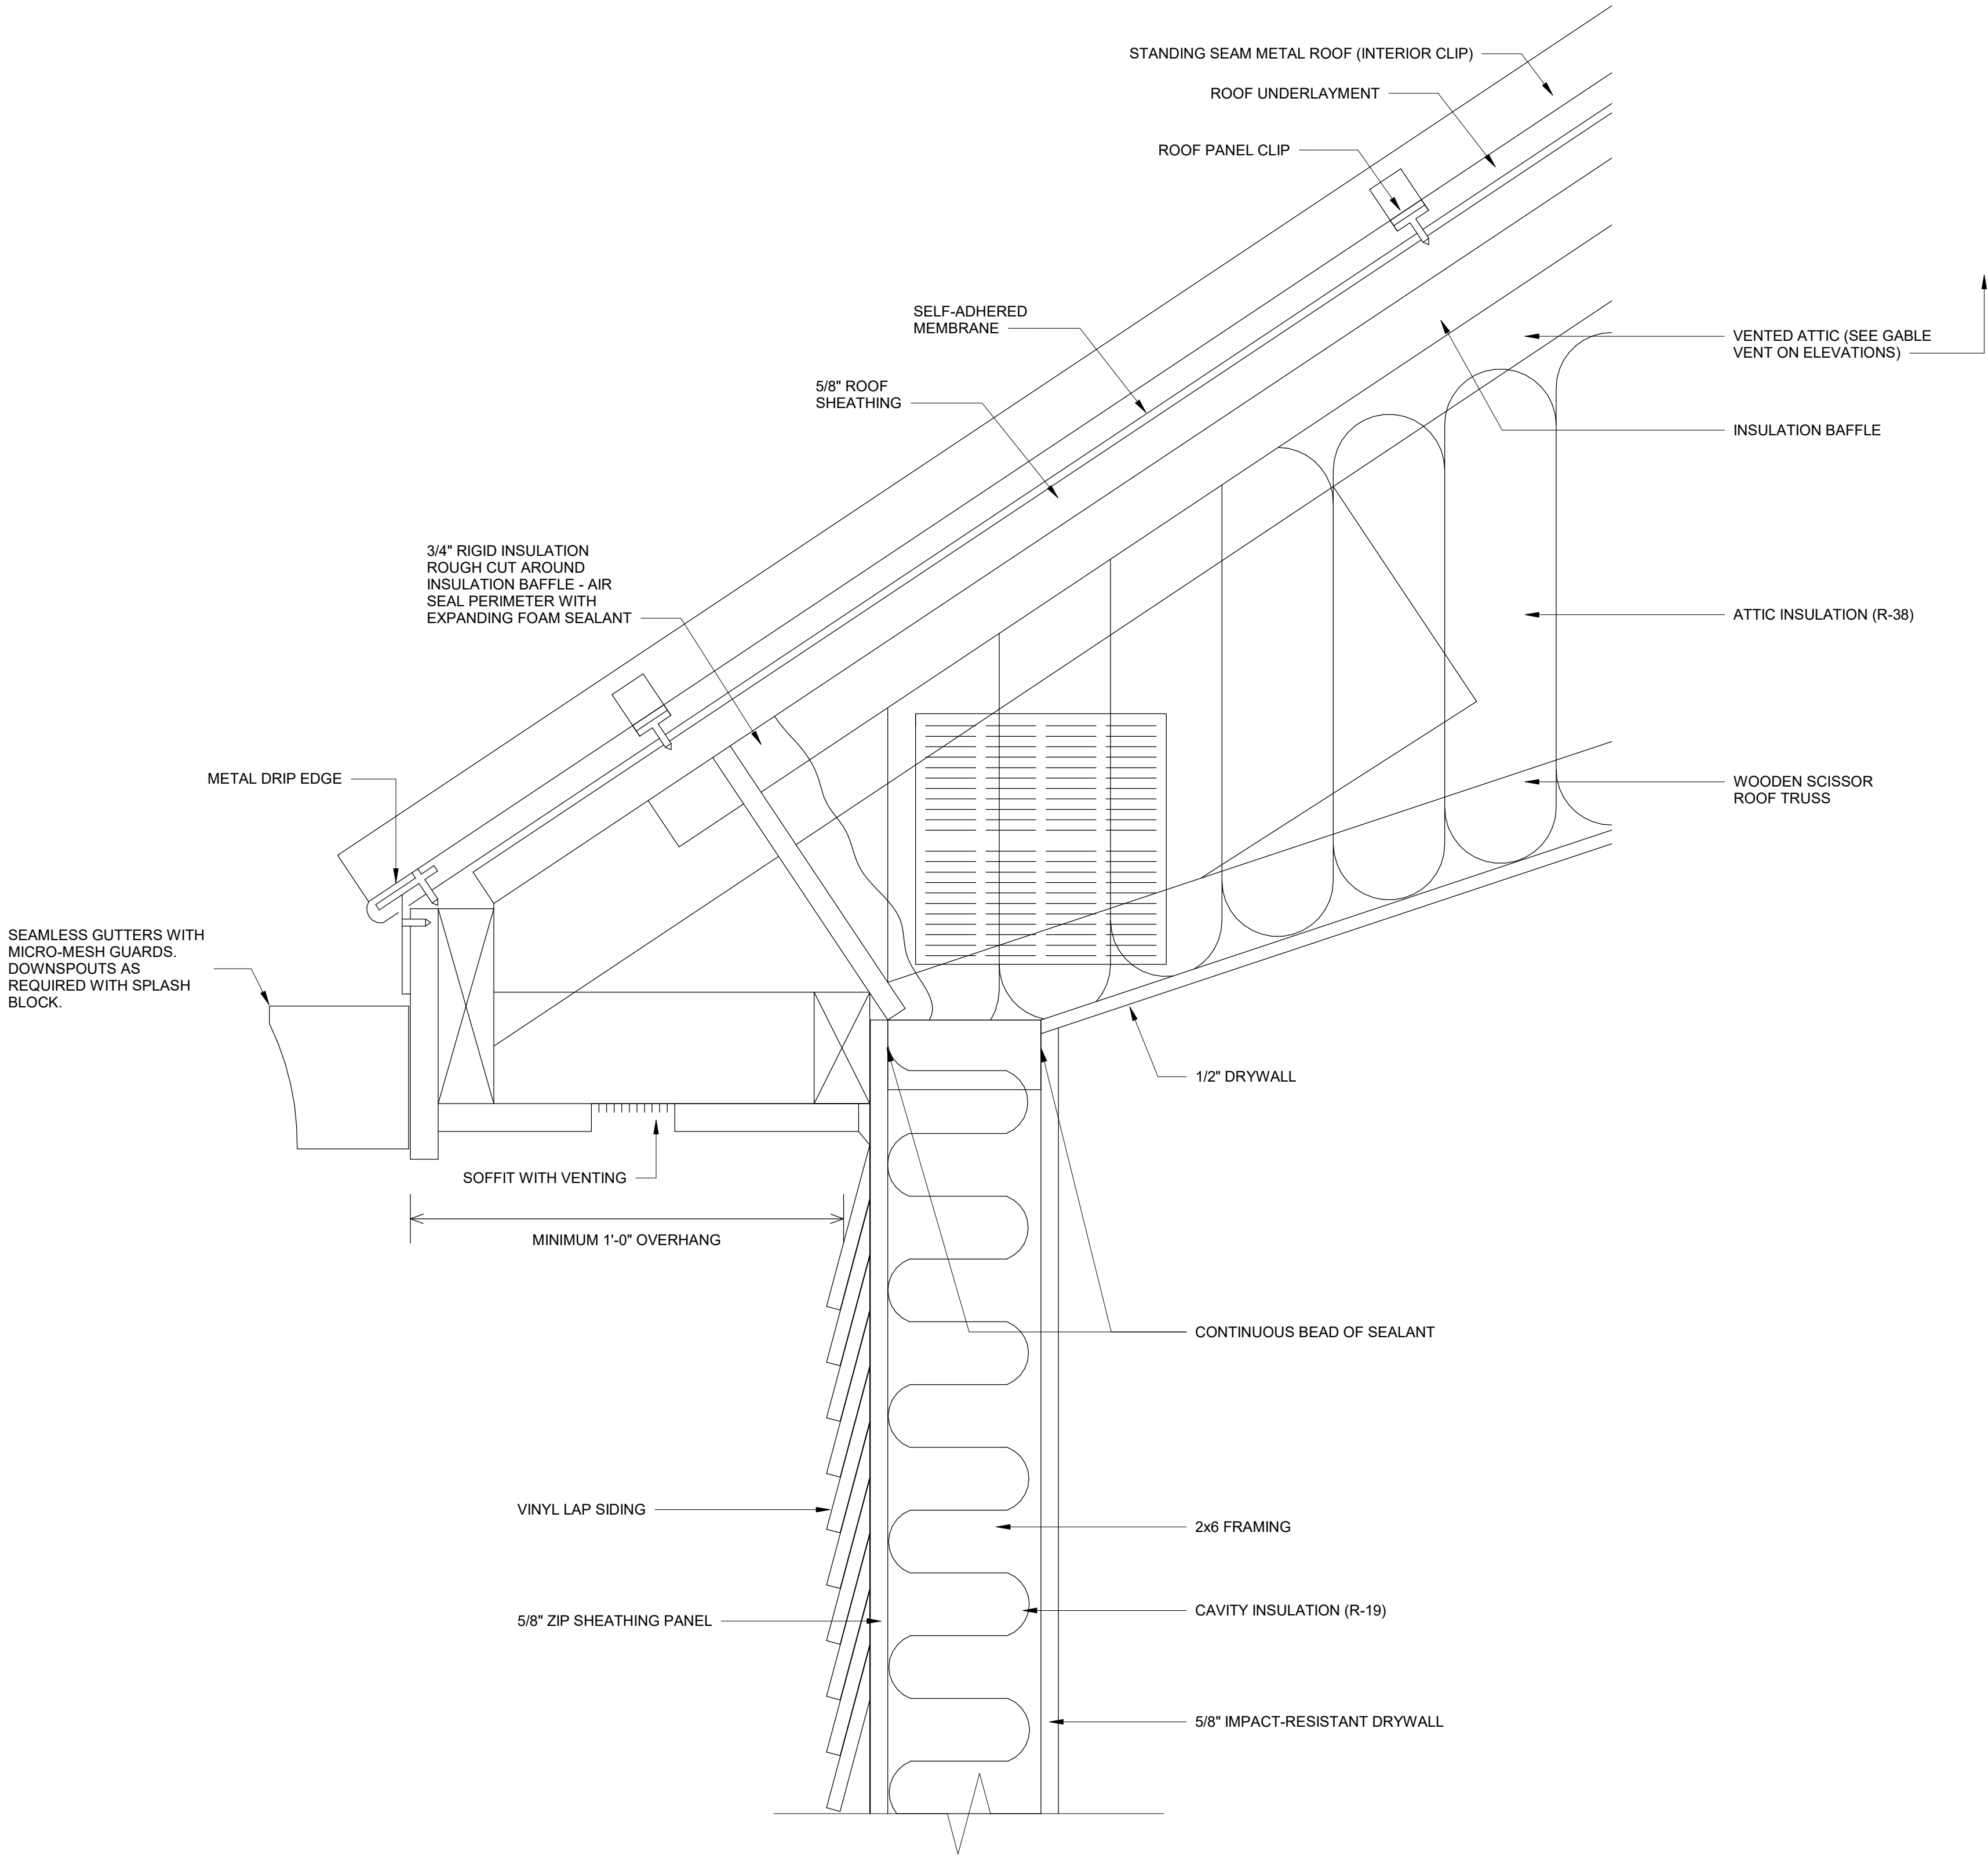 STANDING SEAM METAL ROOF (INTERIOR CLIP)
ROOF UNDERLAYMENT
ROOF PANEL CLIP
SELF-ADHERED
MEMBRANE
5/8" ROOF
SHEATHING
3/4" RIGID INSULATION
ROUGH CUT AROUND
INSULATION BAFFLE - AIR
SEAL PERIMETER WITH
EXPANDING FOAM SEALANT
METAL DRIP EDGE
SEAMLESS GUTTERS WITH
MICRO-MESH GUARDS.
DOWNSPOUTS AS
REQUIRED WITH SPLASH
BLOCK.
VENTED ATTIC (SEE GABLE
VENT ON ELEVATIONS)
INSULATION BAFFLE
ATTIC INSULATION (R-38)
WOODEN SCISSOR
ROOF TRUSS
1/2" DRYWALL
SOFFIT WITH VENTING
MINIMUM 1'-0" OVERHANG
CONTINUOUS BEAD OF SEALANT
VINYL LAP SIDING
2x6 FRAMING
5/8" ZIP SHEATHING PANEL
CAVITY INSULATION (R-19)
5/8" IMPACT-RESISTANT DRYWALL